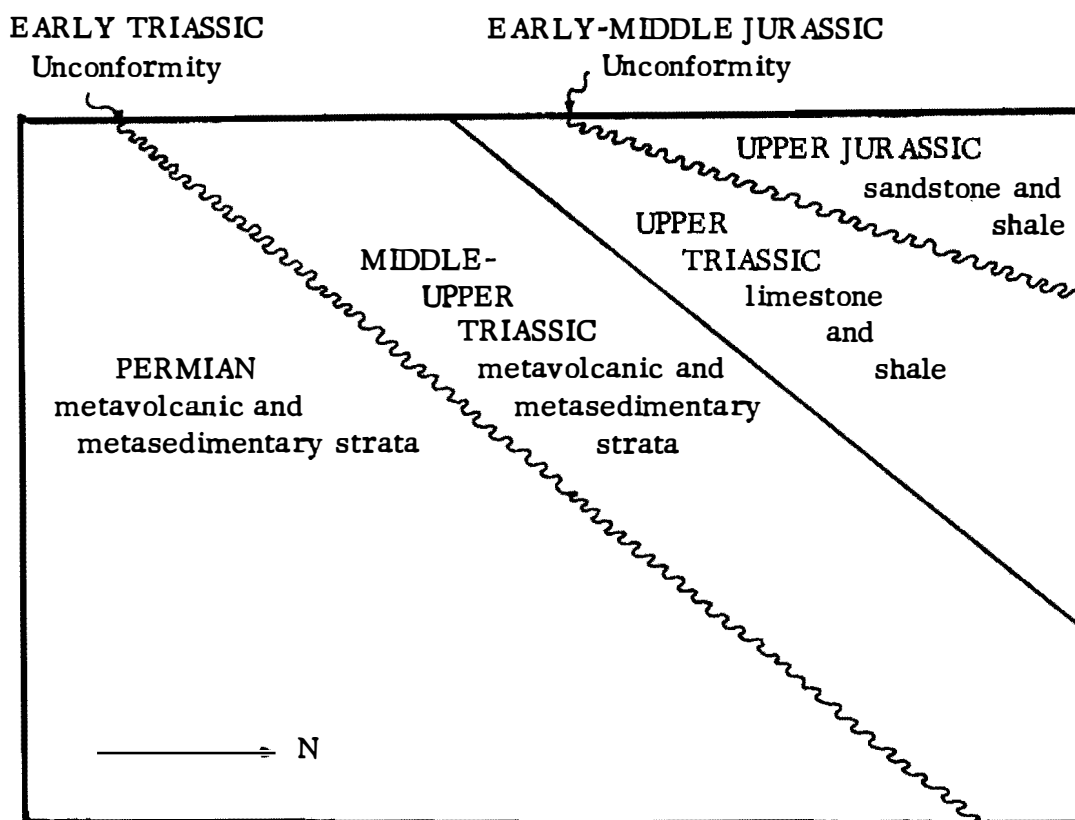 EARLY TRIASSIC
Unconformity
EARLY-MIDDLE JURASSIC
Unconformity
UPPER JURASSIC
sandstone and
shale
UPPER
TRIASSIC
limestone
and
shale
MIDDLE-
UPPER
TRIASSIC
metavolcanic and
metasedimentary
strata
PERMIAN
metavolcanic and
metasedimentary strata
N